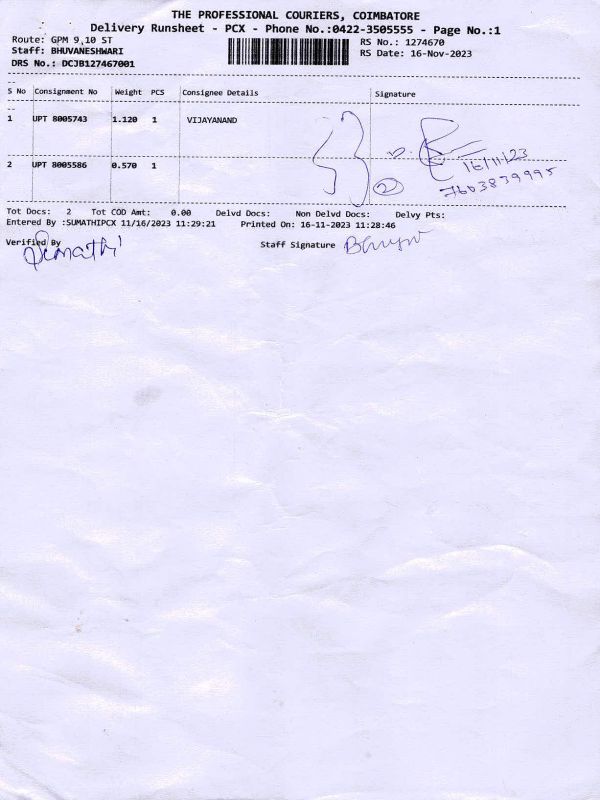 THE PROFESSIONAL COURIERS, COIMBATORE
Delivery Runsheet - PCX - Phone No.:0422-3505555 - Page No.:1
Route: GPM 9,10 ST RS No.: 1274670
Staff: BHUVANESHWARI RS Date: 16-Nov-2023
DRS No.: DCJB127467001
S No Consignment No Weight PCS Consignee Details Signature
1 UPT 8005743 1.120 1 VIJAYANAND
16/11/23
2 UPT 8005586 0.570 1 2 7603839995
Tot Docs: 2 Tot COD Amt: 0.00 Delvd Docs: Non Delvd Docs: Delvy Pts:
Entered By :SUMATHIPCX 11/16/2023 11:29:21 Printed On: 16-11-2023 11:28:46
Verified By Staff Signature
Sumathi